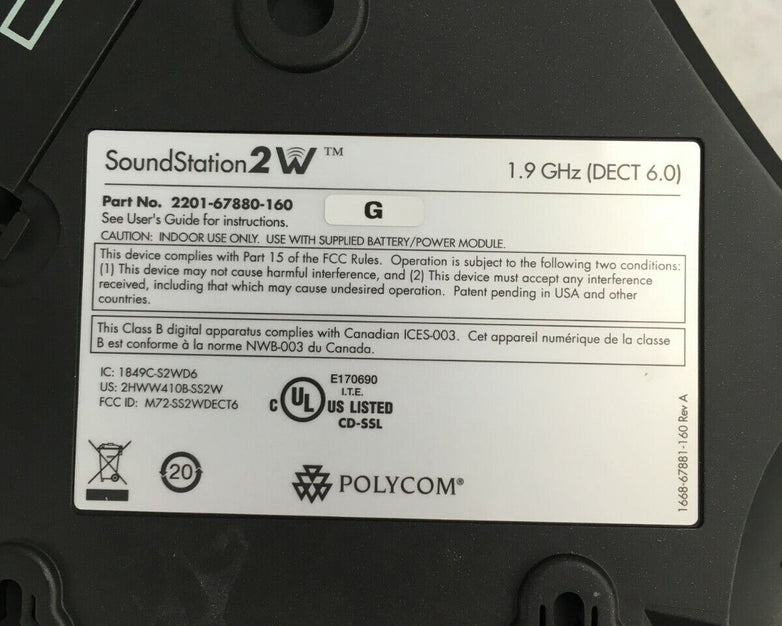 SoundStation2W™
1.9 GHz (DECT 6.0)
Part No. 2201-67880-160
G
See User's Guide for instructions.
CAUTION: INDOOR USE ONLY. USE WITH SUPPLIED BATTERY/POWER MODULE.
This device complies with Part 15 of the FCC Rules. Operation is subject to the following two conditions:
(1) This device may not cause harmful interference, and (2) This device must accept any interference
received, including that which may cause undesired operation. Patent pending in USA and other
countries.
This Class B digital apparatus complies with Canadian ICES-003. Cet appareil numérique de la classe
B est conforme à la norme NWB-003 du Canada.
IC: 1849C-S2WD6
US: 2HWW410B-SS2W
FCC ID: M72-SS2WDECT6
E170690
I.T.E.
C UL US LISTED
CD-SSL
20
POLYCOM®
1668-67881-160 Rev A